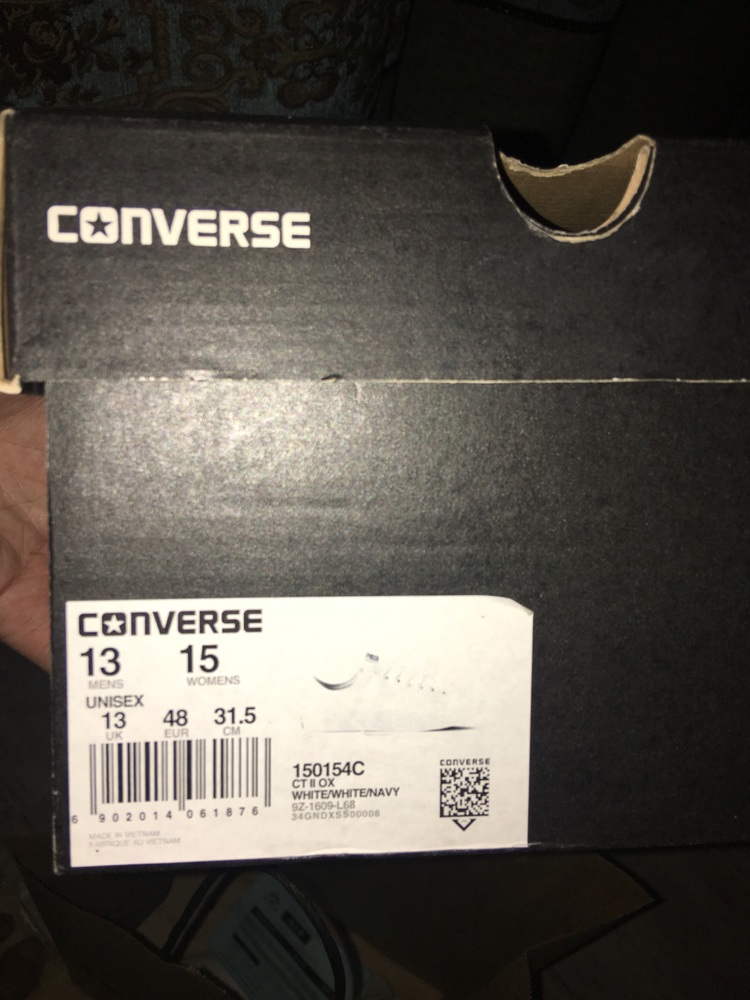 CONVERSE
CONVERSE
13 15
MENS WOMENS
UNISEX
13 48 31.5
UK EUR CM
150154C
CT II OX
WHITE/WHITE/NAVY
9Z-1609-L68
34GNDXSS00008
CONVERSE
6 902014 061876
MADE IN VIETNAM
FABRIQUE AU VIETNAM